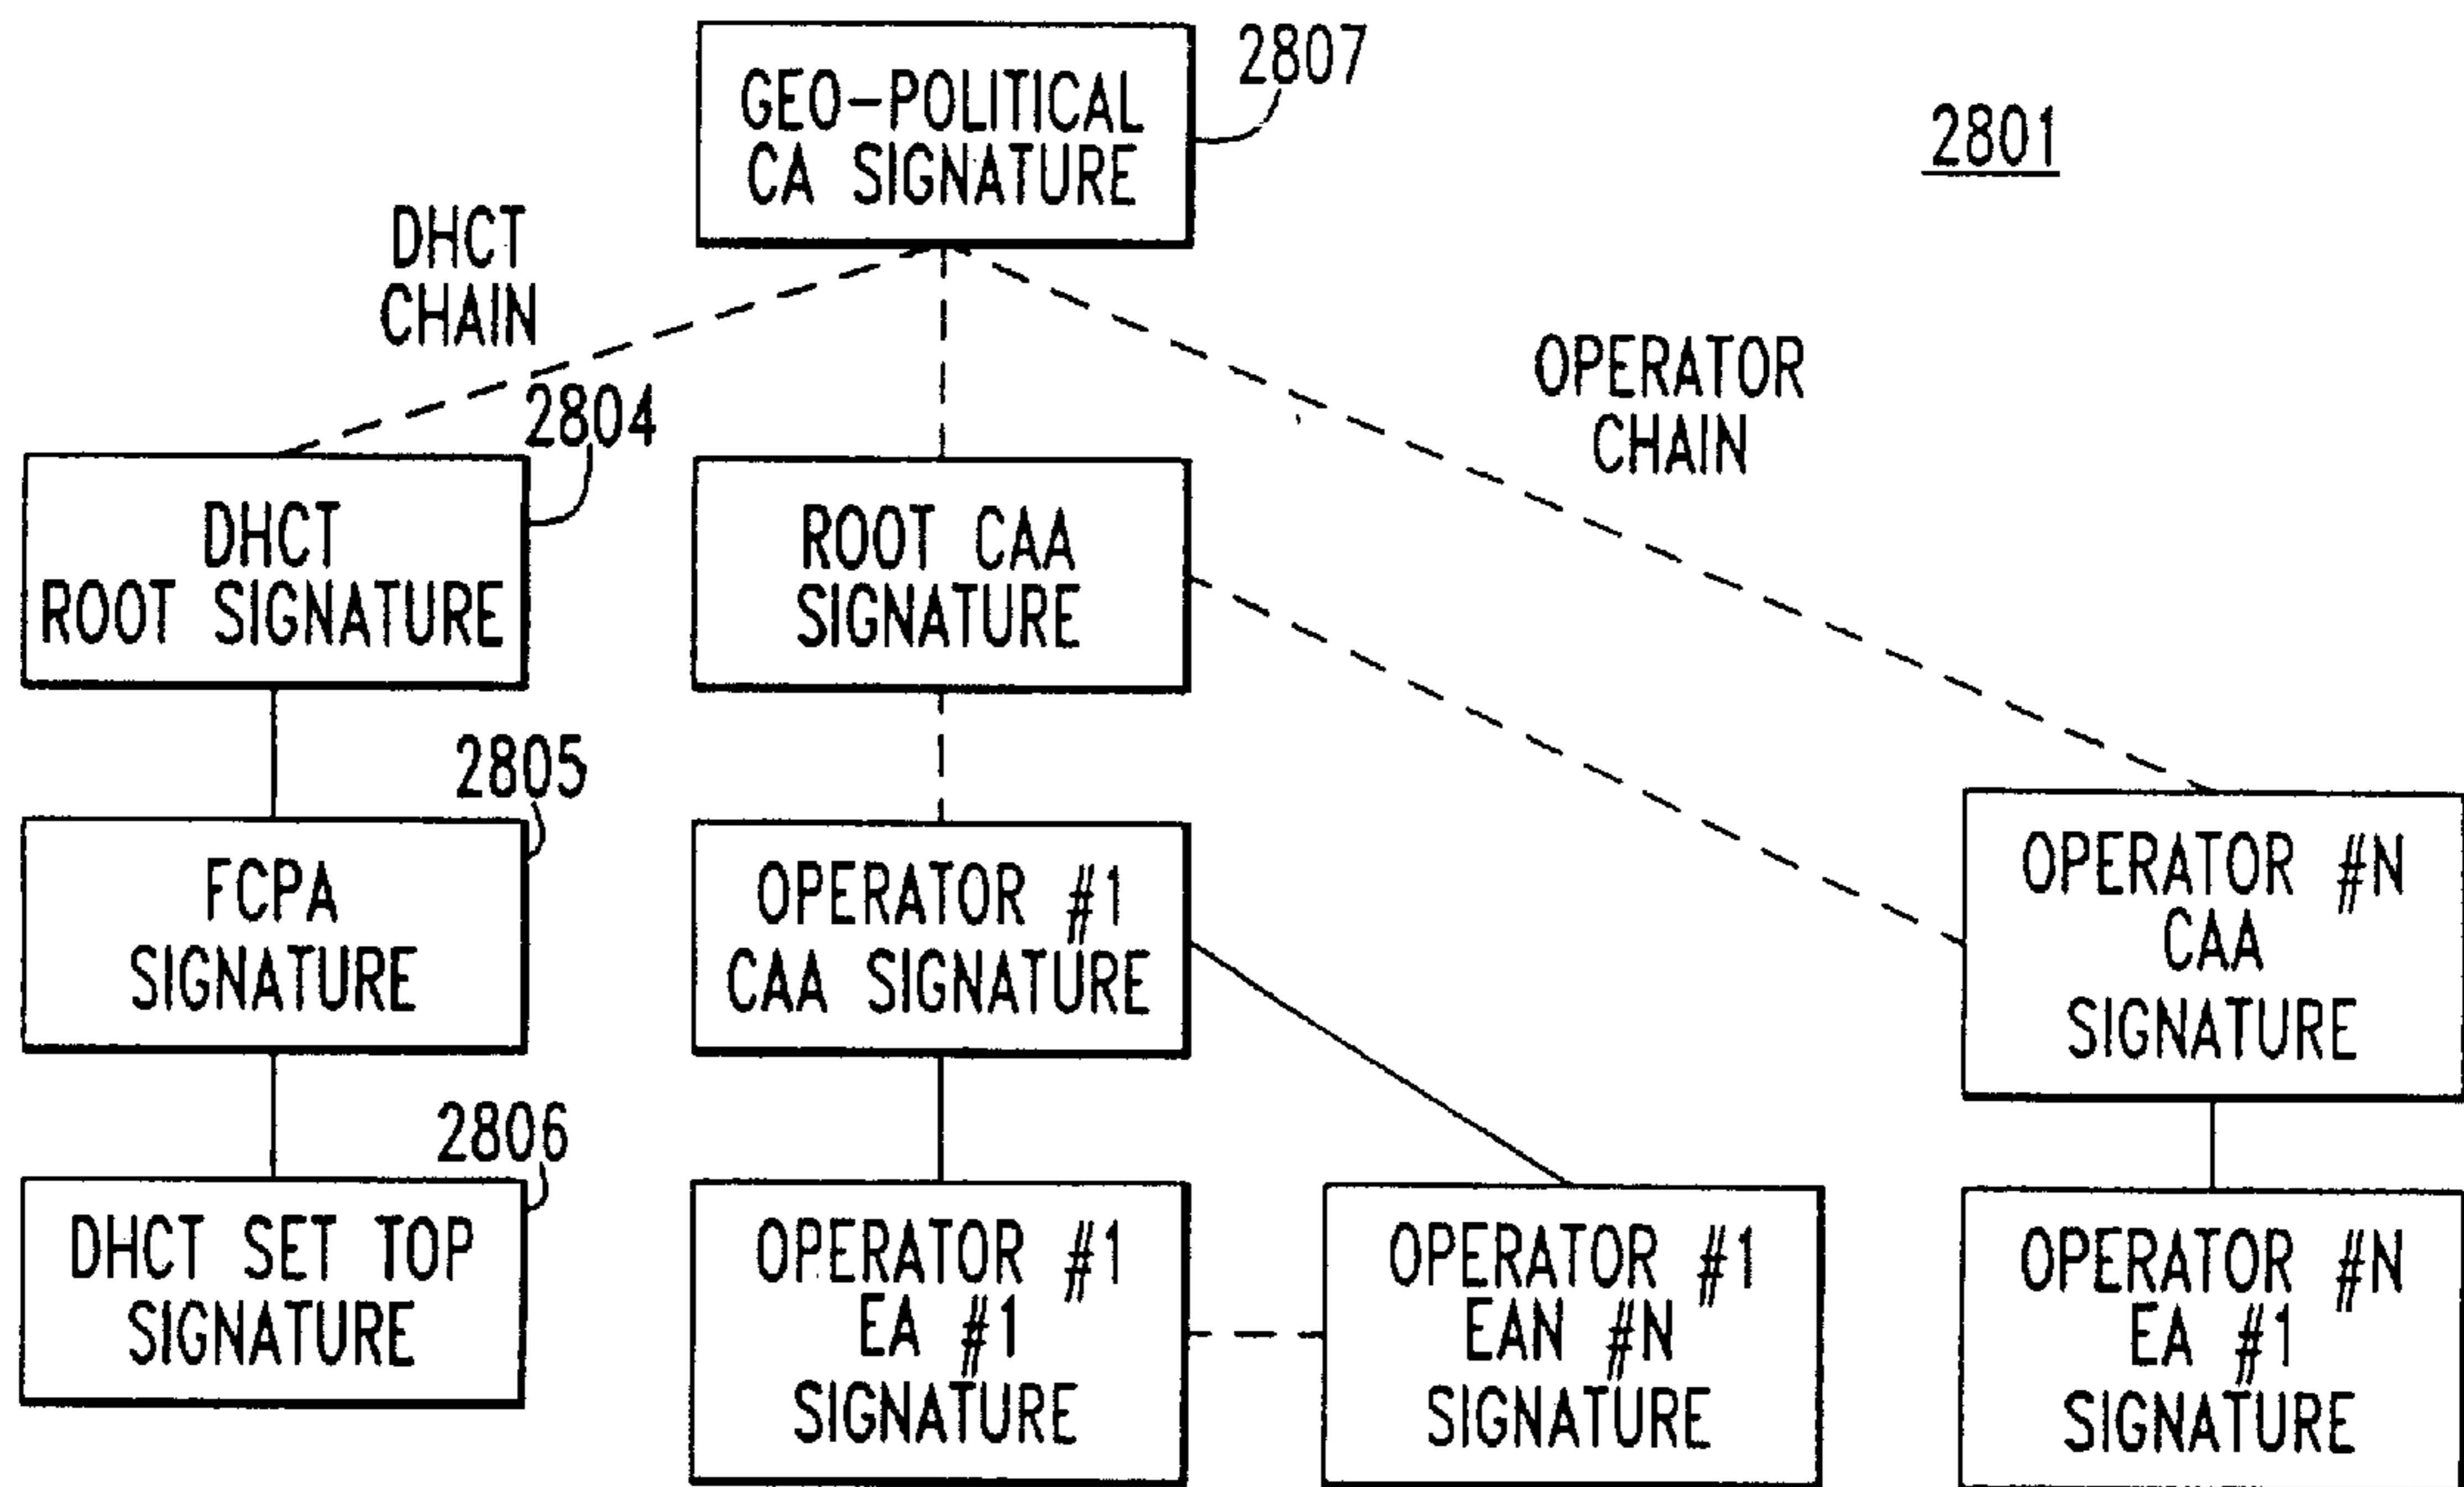 GEO-POLITICAL
CA SIGNATURE
2807
2801
DHCT
CHAIN
OPERATOR
CHAIN
2804
DHCT
ROOT SIGNATURE
ROOT CAA
SIGNATURE
2805
FCPA
SIGNATURE
OPERATOR #1
CAA SIGNATURE
OPERATOR #N
CAA
SIGNATURE
2806
DHCT SET TOP
SIGNATURE
OPERATOR #1
EA #1
SIGNATURE
OPERATOR #1
EAN #N
SIGNATURE
OPERATOR #N
EA #1
SIGNATURE